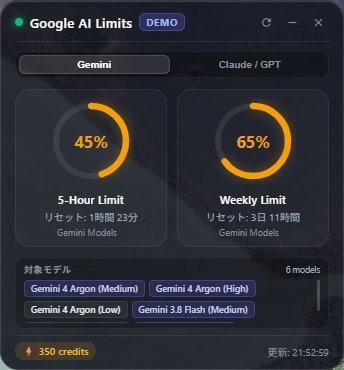 Google AI Limits DEMO
Gemini Claude / GPT
45% 65%
5-Hour Limit Weekly Limit
リセット: 1時間 23分 リセット: 3日 11時間
Gemini Models Gemini Models
対象モデル 6 models
Gemini 4 Argon (Medium) Gemini 4 Argon (High)
Gemini 4 Argon (Low) Gemini 3.8 Flash (Medium)
350 credits 更新: 21:52:59